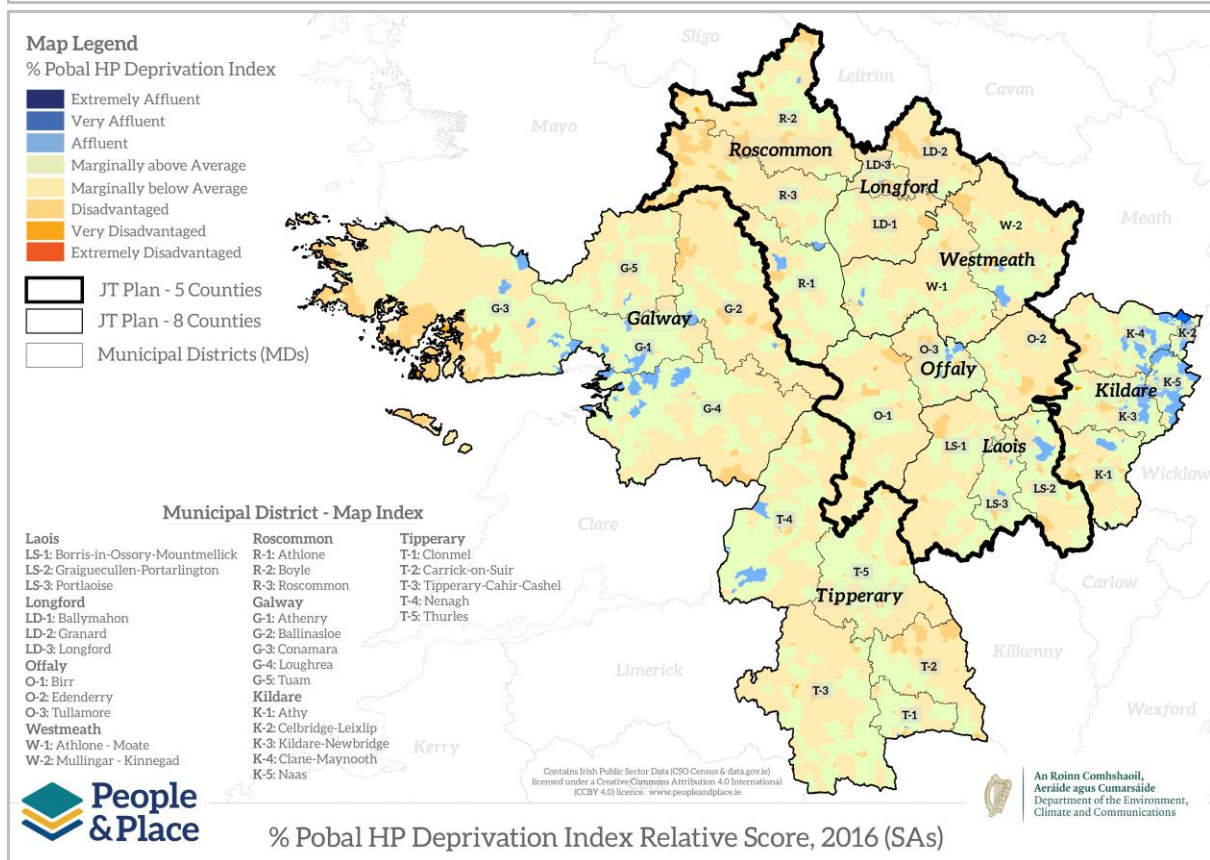 Map Legend
% Pobal HP Deprivation Index
Extremely Affluent
Very Affluent
Affluent
Marginally above Average
Marginally below Average
Disadvantaged
Very Disadvantaged
Extremely Disadvantaged
JT Plan - 5 Counties
JT Plan - 8 Counties
Municipal Districts (MDs)
Sligo
Leitrim
Cavan
Mayo
Meath
Wicklow
Carlow
Kilkenny
Wexford
Limerick
Clare
Kerry
R-2
Roscommon
R-3
R-1
LD-2
LD-3
Longford
LD-1
W-2
Westmeath
W-1
G-5
G-3
G-2
Galway
G-1
G-4
O-2
O-3
Offaly
O-1
K-4
K-2
Kildare
K-5
K-3
K-1
LS-1
Laois
LS-2
LS-3
T-4
T-5
Tipperary
T-2
T-3
T-1
Municipal District - Map Index
Laois
LS-1: Borris-in-Ossory-Mountmellick
LS-2: Graiguecullen-Portarlington
LS-3: Portlaoise
Longford
LD-1: Ballymahon
LD-2: Granard
LD-3: Longford
Offaly
O-1: Birr
O-2: Edenderry
O-3: Tullamore
Westmeath
W-1: Athlone - Moate
W-2: Mullingar - Kinnegad
Roscommon
R-1: Athlone
R-2: Boyle
R-3: Roscommon
Galway
G-1: Athenry
G-2: Ballinasloe
G-3: Conamara
G-4: Loughrea
G-5: Tuam
Kildare
K-1: Athy
K-2: Celbridge-Leixlip
K-3: Kildare-Newbridge
K-4: Clane-Maynooth
K-5: Naas
Tipperary
T-1: Clonmel
T-2: Carrick-on-Suir
T-3: Tipperary-Cahir-Cashel
T-4: Nenagh
T-5: Thurles
People
& Place
Contains Irish Public Sector Data (CSO Census & data.gov.ie)
licensed under a Creative Commons Attribution 4.0 International
(CCBY 4.0) licence. www.peopleandplace.ie
An Roinn Comhshaoil,
Aeráide agus Cumarsáide
Department of the Environment,
Climate and Communications
% Pobal HP Deprivation Index Relative Score, 2016 (SAs)